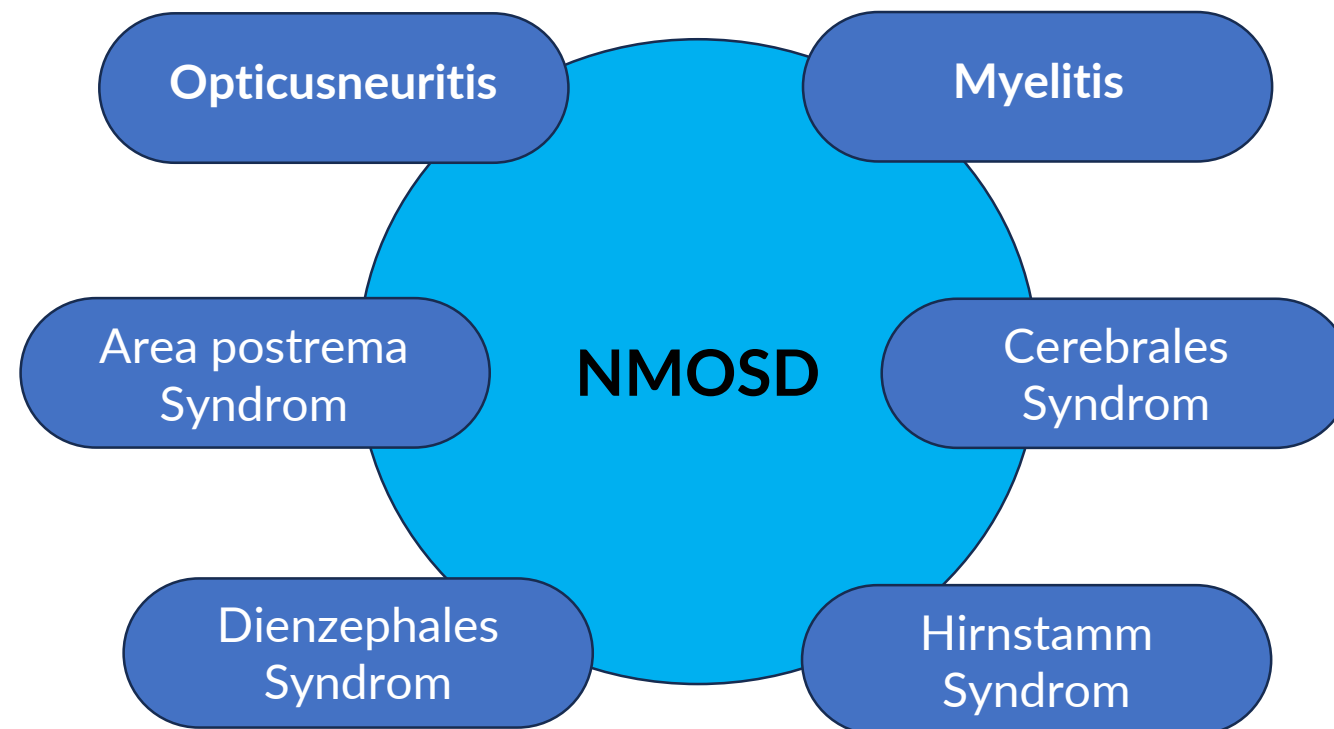 Opticusneuritis
Myelitis
Area postrema
Syndrom
NMOSD
Cerebrales
Syndrom
Dienzephales
Syndrom
Hirnstamm
Syndrom